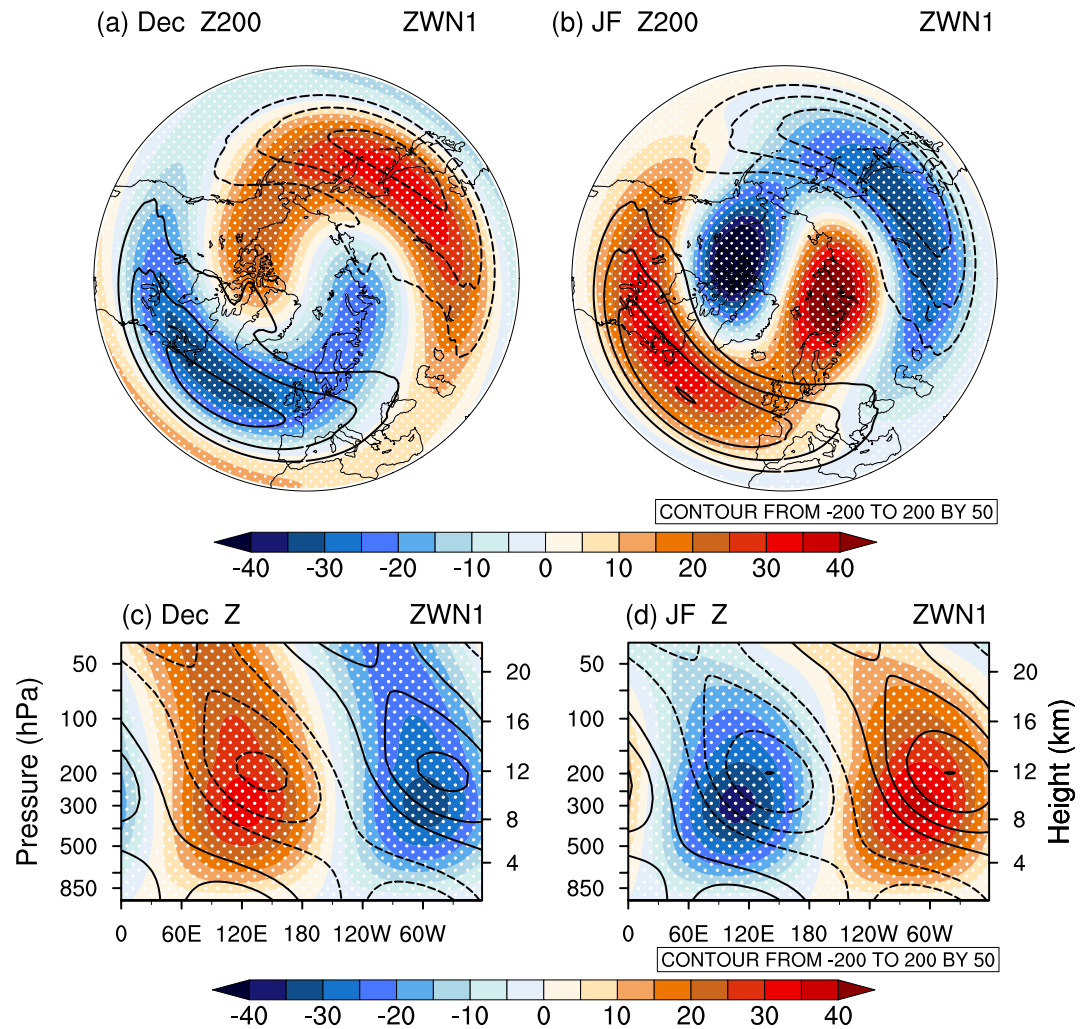 (a) Dec Z200 ZWN1
(b) JF Z200 ZWN1
CONTOUR FROM -200 TO 200 BY 50
-40 -30 -20 -10 0 10 20 30 40
(c) Dec Z ZWN1
(d) JF Z ZWN1
Pressure (hPa)
50
100
200
300
500
850
20
16
12
8
4
0 60E 120E 180 120W 60W
50
100
200
300
500
850
20
16
12
8
4
Height (km)
0 60E 120E 180 120W 60W
CONTOUR FROM -200 TO 200 BY 50
-40 -30 -20 -10 0 10 20 30 40